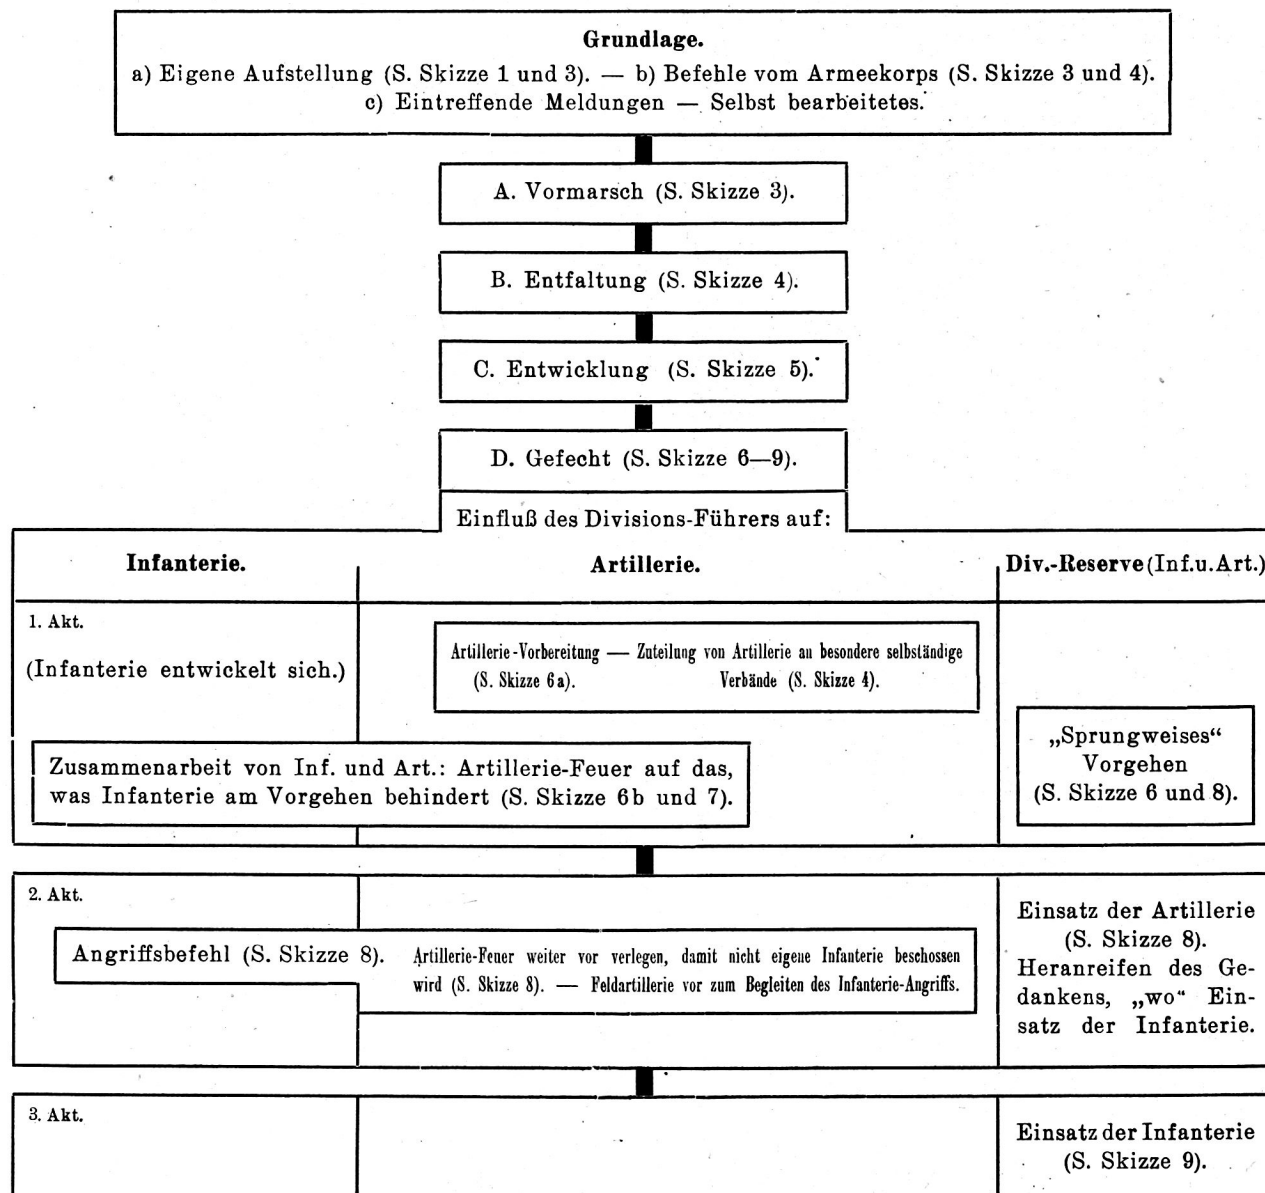 Grundlage.
a) Eigene Aufstellung (S. Skizze 1 und 3). — b) Befehle vom Armeekorps (S. Skizze 3 und 4).
c) Eintreffende Meldungen — Selbst bearbeitetes.
A. Vormarsch (S. Skizze 3).
B. Entfaltung (S. Skizze 4).
C. Entwicklung (S. Skizze 5).
D. Gefecht (S. Skizze 6—9).
Einfluß des Divisions-Führers auf:
Infanterie.
Artillerie.
Div.-Reserve (Inf. u. Art.)
1. Akt.
(Infanterie entwickelt sich.)
Artillerie-Vorbereitung — Zuteilung von Artillerie an besondere selbständige
(S. Skizze 6a). Verbände (S. Skizze 4).
Zusammenarbeit von Inf. und Art.: Artillerie-Feuer auf das,
was Infanterie am Vorgehen behindert (S. Skizze 6b und 7).
„Sprungweises“
Vorgehen
(S. Skizze 6 und 8).
2. Akt.
Angriffsbefehl (S. Skizze 8).
Artillerie-Feuer weiter vor verlegen, damit nicht eigene Infanterie beschossen
wird (S. Skizze 8). — Feldartillerie vor zum Begleiten des Infanterie-Angriffs.
Einsatz der Artillerie
(S. Skizze 8).
Heranreifen des Ge-
dankens, „wo“ Ein-
satz der Infanterie.
3. Akt.
Einsatz der Infanterie
(S. Skizze 9).